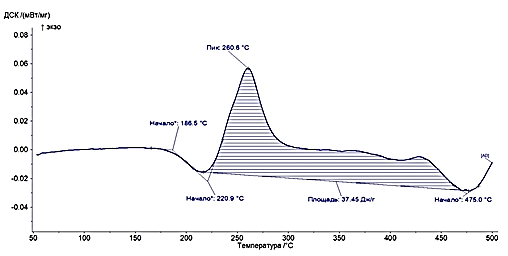 ДСК /(мВт/мг)
↑ экзо
0.08
0.06
0.04
0.02
0.00
-0.02
-0.04
Пик: 260.6 °C
Начало*: 186.5 °C
Начало*: 220.9 °C
Площадь: 37.45 Дж/г
Начало*: 475.0 °C
50 100 150 200 250 300 350 400 450 500
Температура /°C